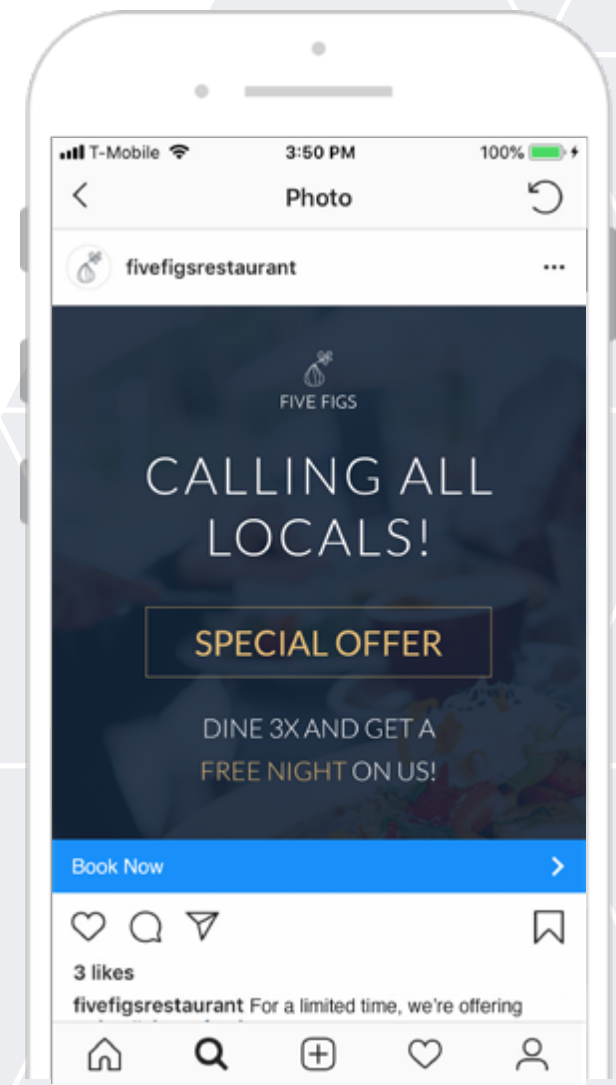 T-Mobile 3:50 PM 100%
Photo
fivefigsrestaurant
FIVE FIGS
CALLING ALL
LOCALS!
SPECIAL OFFER
DINE 3X AND GET A
FREE NIGHT ON US!
Book Now
3 likes
fivefigsrestaurant For a limited time, we're offering